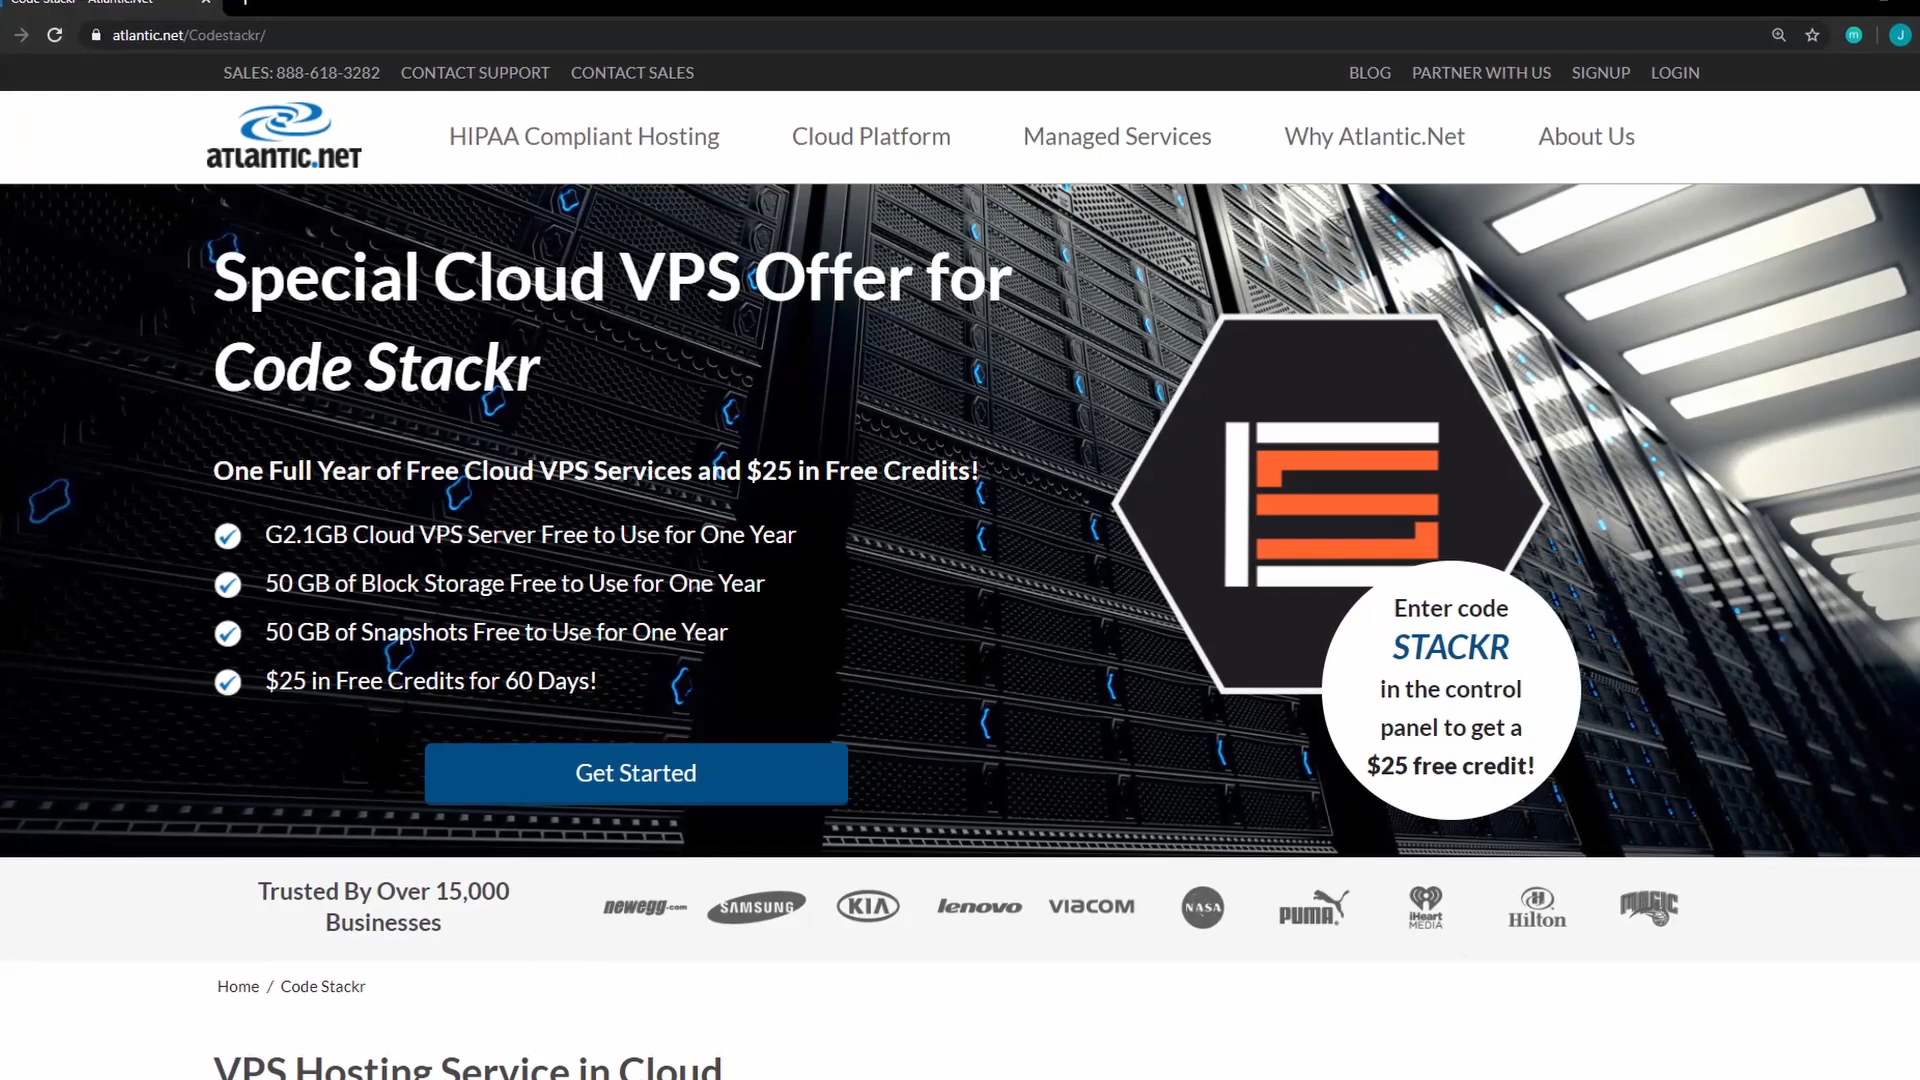 Code Stackr - Atlantic.Net
atlantic.net/Codestackr/
m
J
SALES: 888-618-3282 CONTACT SUPPORT CONTACT SALES BLOG PARTNER WITH US SIGNUP LOGIN
ATLANTIC.NET
HIPAA Compliant Hosting Cloud Platform Managed Services Why Atlantic.Net About Us
Special Cloud VPS Offer for
Code Stackr
One Full Year of Free Cloud VPS Services and $25 in Free Credits!
G2.1GB Cloud VPS Server Free to Use for One Year
50 GB of Block Storage Free to Use for One Year
50 GB of Snapshots Free to Use for One Year
$25 in Free Credits for 60 Days!
Get Started
Enter code
STACKR
in the control
panel to get a
$25 free credit!
Trusted By Over 15,000
Businesses
newegg.com SAMSUNG KIA lenovo VIACOM NASA PUMA iHeart MEDIA Hilton MAGIC
Home / Code Stackr
VPS Hosting Service in Cloud